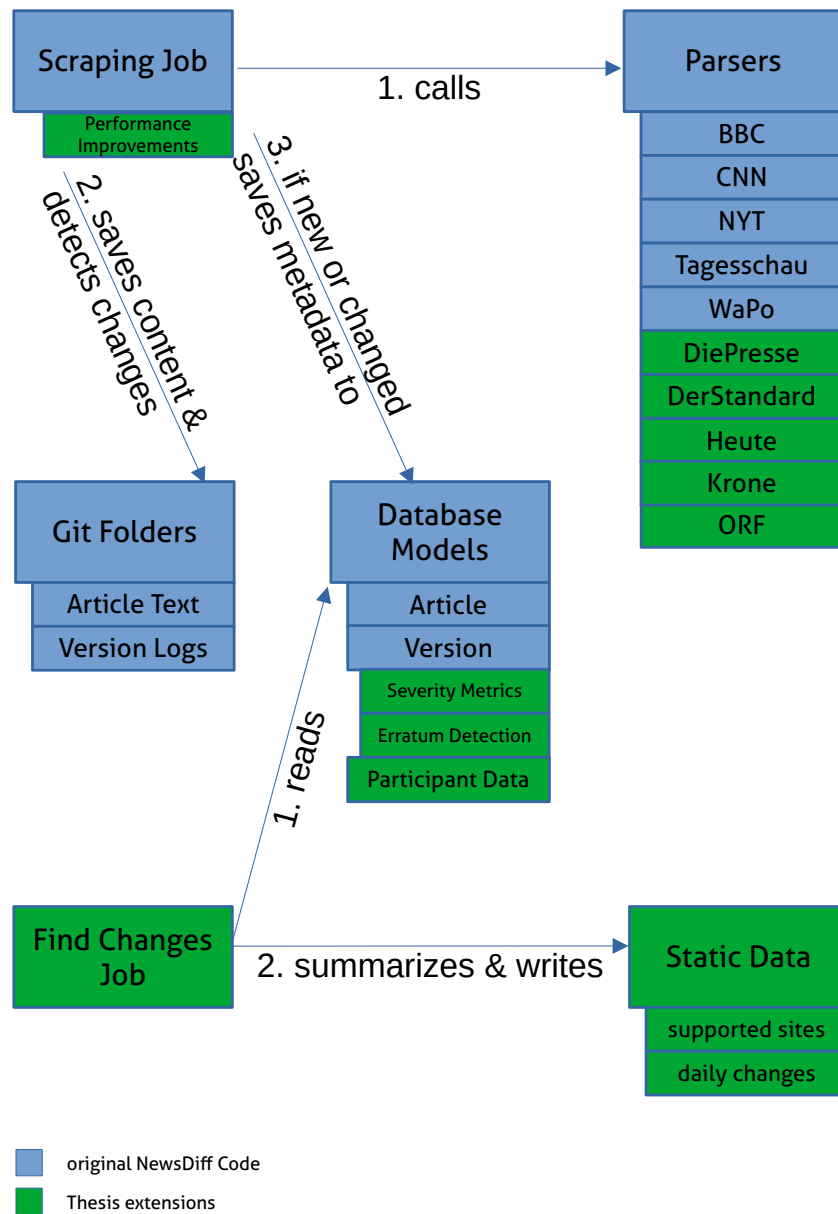 Scraping Job
Performance
Improvements
1. calls
Parsers
BBC
CNN
NYT
Tagesschau
WaPo
DiePresse
DerStandard
Heute
Krone
ORF
2. saves content &
detects changes
3. if new or changed
saves metadata to
Git Folders
Article Text
Version Logs
Database
Models
Article
Version
Severity Metrics
Erratum Detection
Participant Data
1. reads
Find Changes
Job
2. summarizes & writes
Static Data
supported sites
daily changes
original NewsDiff Code
Thesis extensions